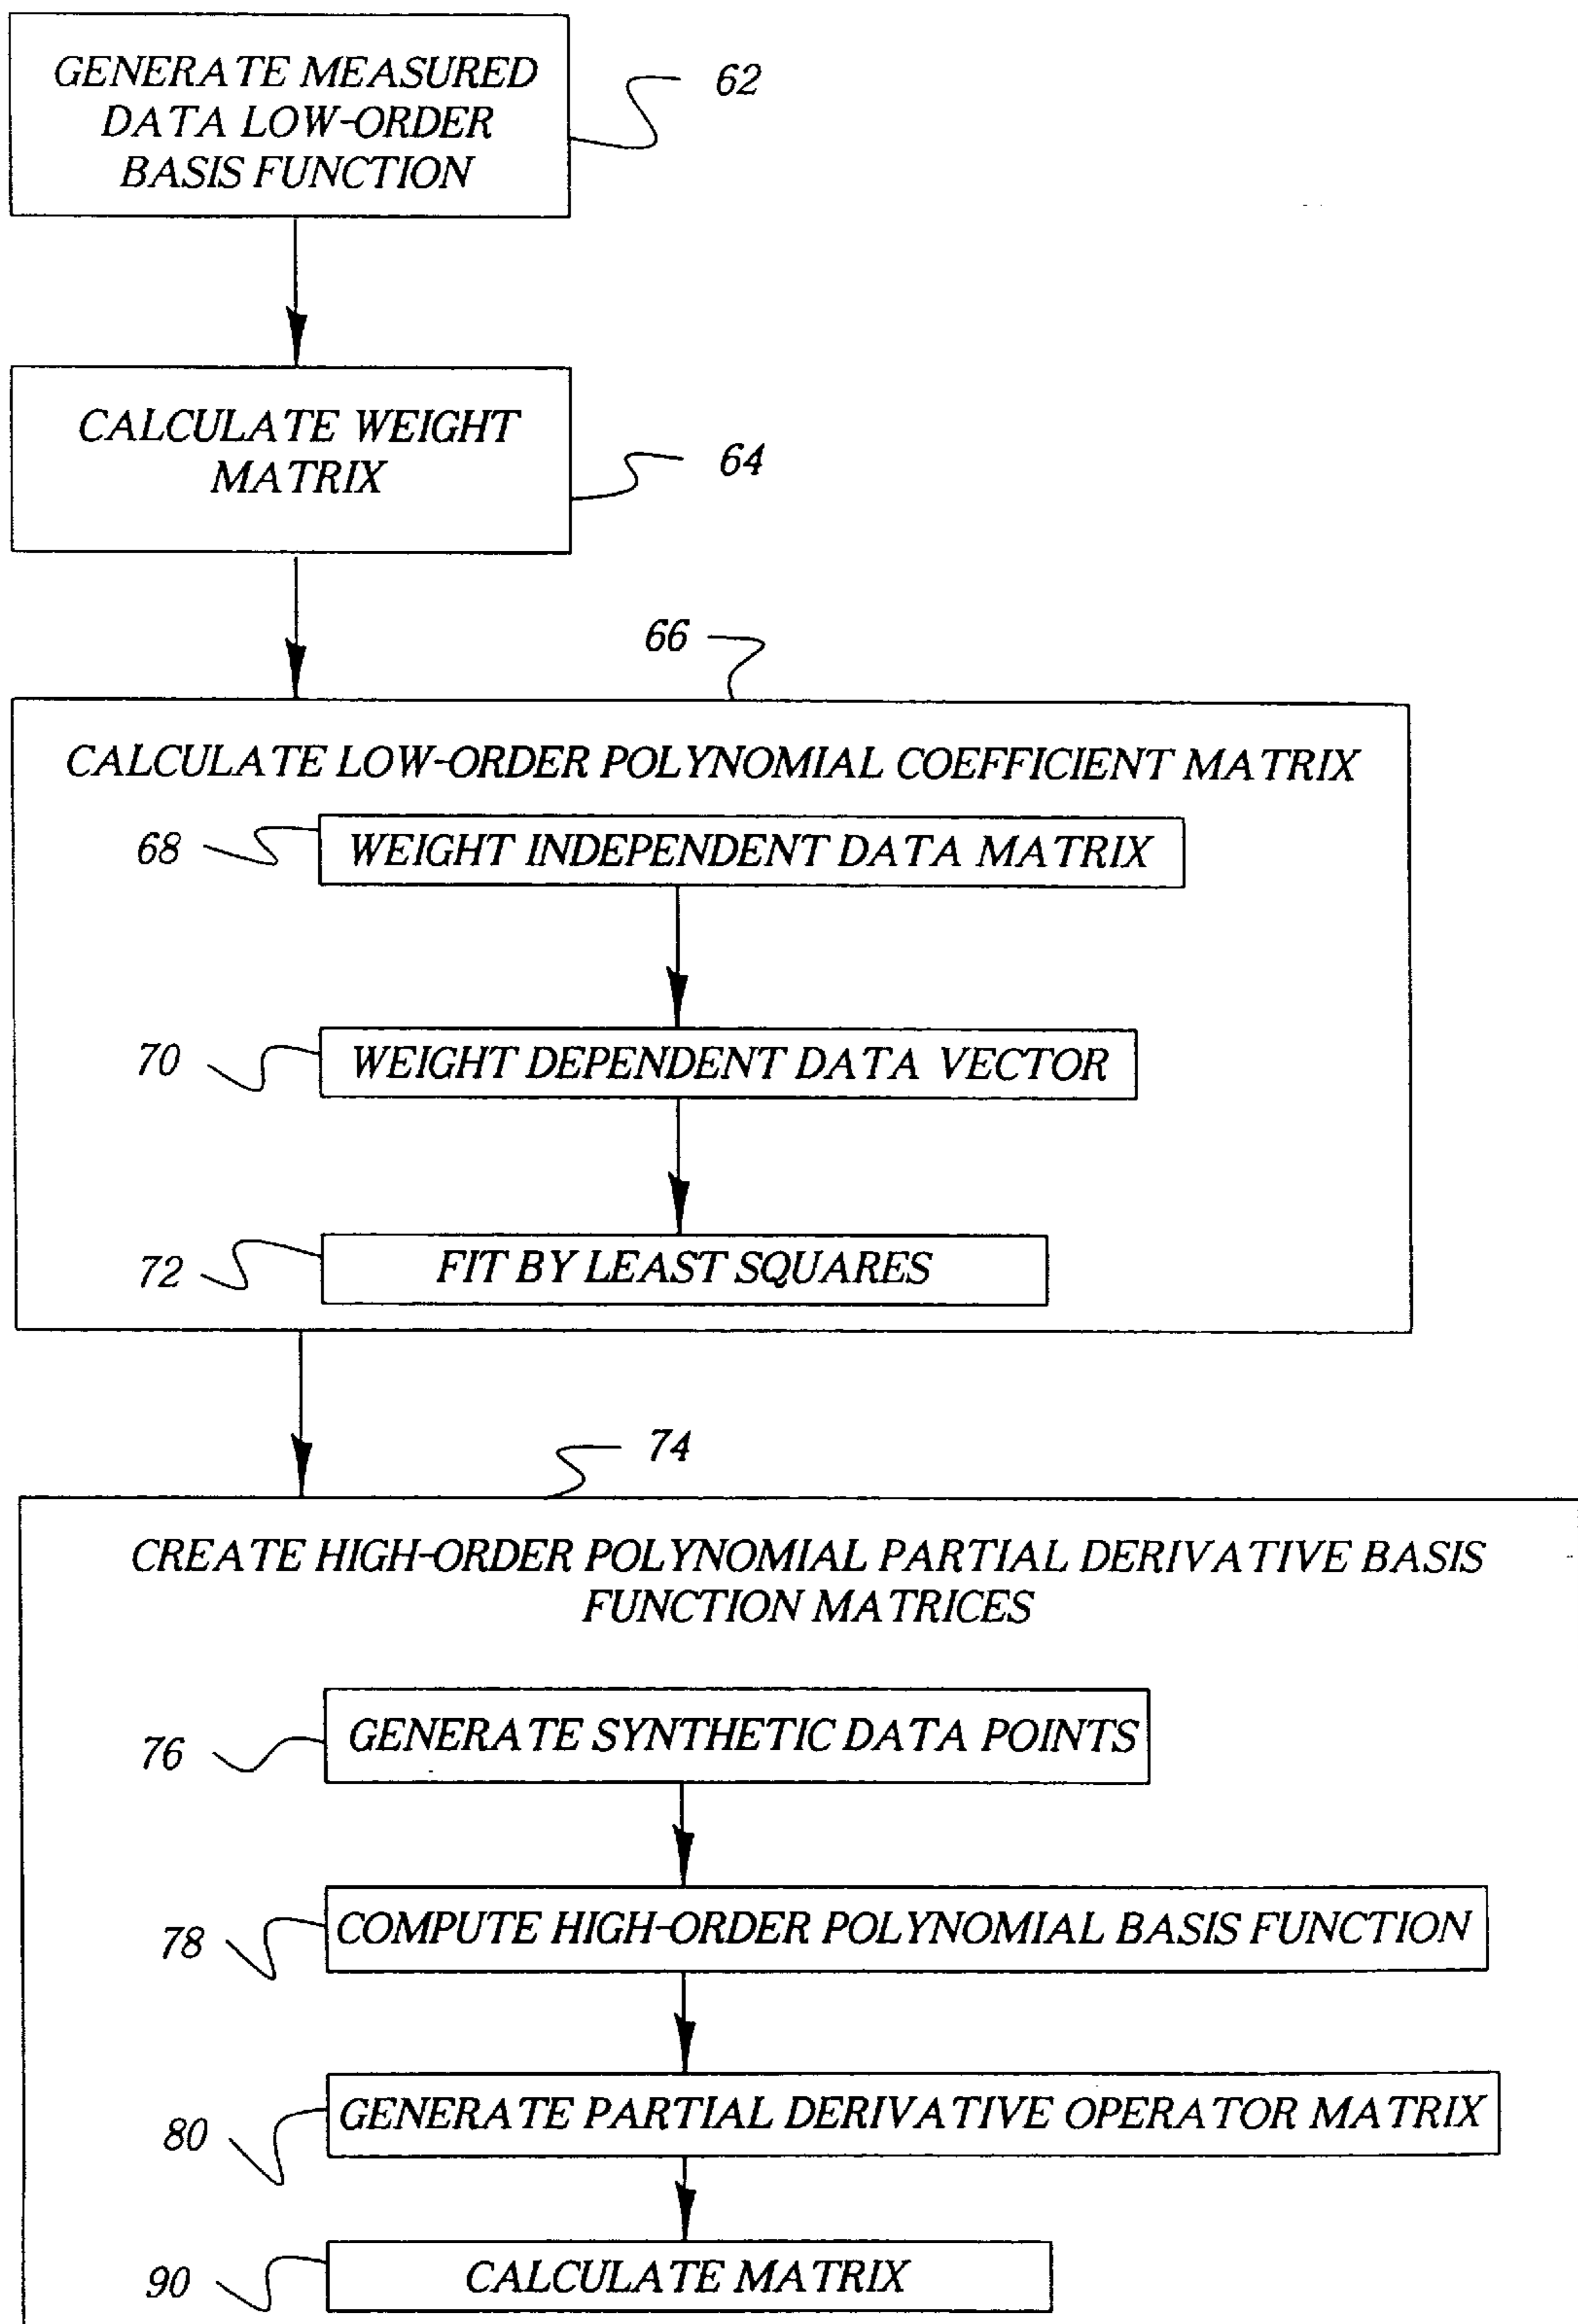 GENERATE MEASURED
DATA LOW-ORDER
BASIS FUNCTION
62
CALCULATE WEIGHT
MATRIX
64
66
CALCULATE LOW-ORDER POLYNOMIAL COEFFICIENT MATRIX
68
WEIGHT INDEPENDENT DATA MATRIX
70
WEIGHT DEPENDENT DATA VECTOR
72
FIT BY LEAST SQUARES
74
CREATE HIGH-ORDER POLYNOMIAL PARTIAL DERIVATIVE BASIS
FUNCTION MATRICES
76
GENERATE SYNTHETIC DATA POINTS
78
COMPUTE HIGH-ORDER POLYNOMIAL BASIS FUNCTION
80
GENERATE PARTIAL DERIVATIVE OPERATOR MATRIX
90
CALCULATE MATRIX